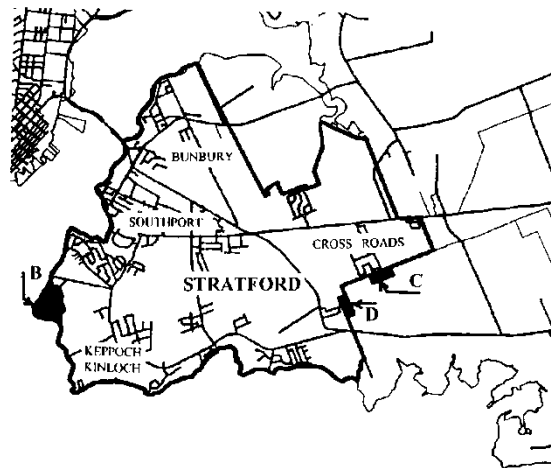 BUNBURY
SOUTHPORT
CROSS ROADS
B
STRATFORD
C
D
KEPPOCH
KINLOCH